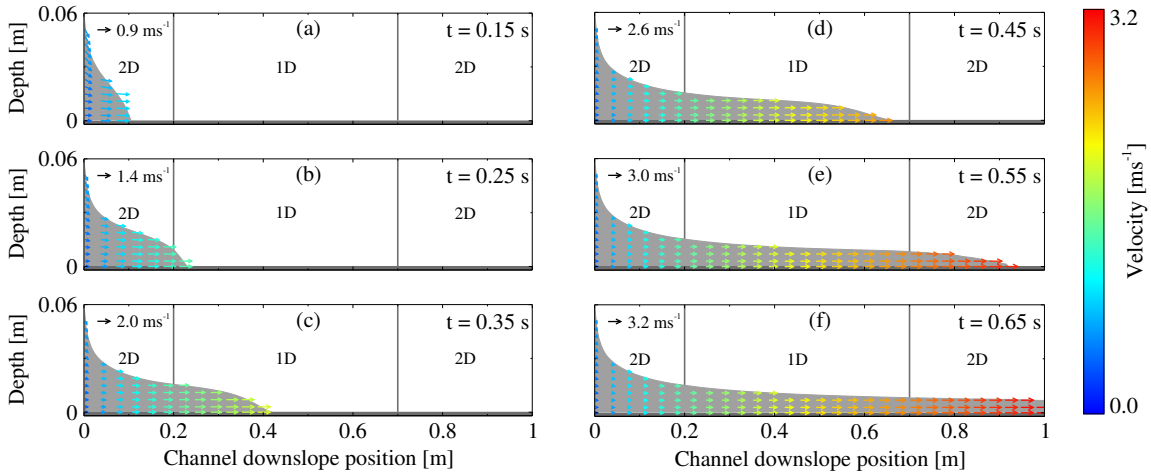 0.06
0
Depth [m]
0.9 ms⁻¹
(a)
t = 0.15 s
2D
1D
2D
0.06
0
Depth [m]
1.4 ms⁻¹
(b)
t = 0.25 s
2D
1D
2D
0.06
0
Depth [m]
2.0 ms⁻¹
(c)
t = 0.35 s
2D
1D
2D
0 0.2 0.4 0.6 0.8 1
Channel downslope position [m]
2.6 ms⁻¹
(d)
t = 0.45 s
2D
1D
2D
3.0 ms⁻¹
(e)
t = 0.55 s
2D
1D
2D
3.2 ms⁻¹
(f)
t = 0.65 s
2D
1D
2D
0 0.2 0.4 0.6 0.8 1
Channel downslope position [m]
3.2
Velocity [ms⁻¹]
0.0